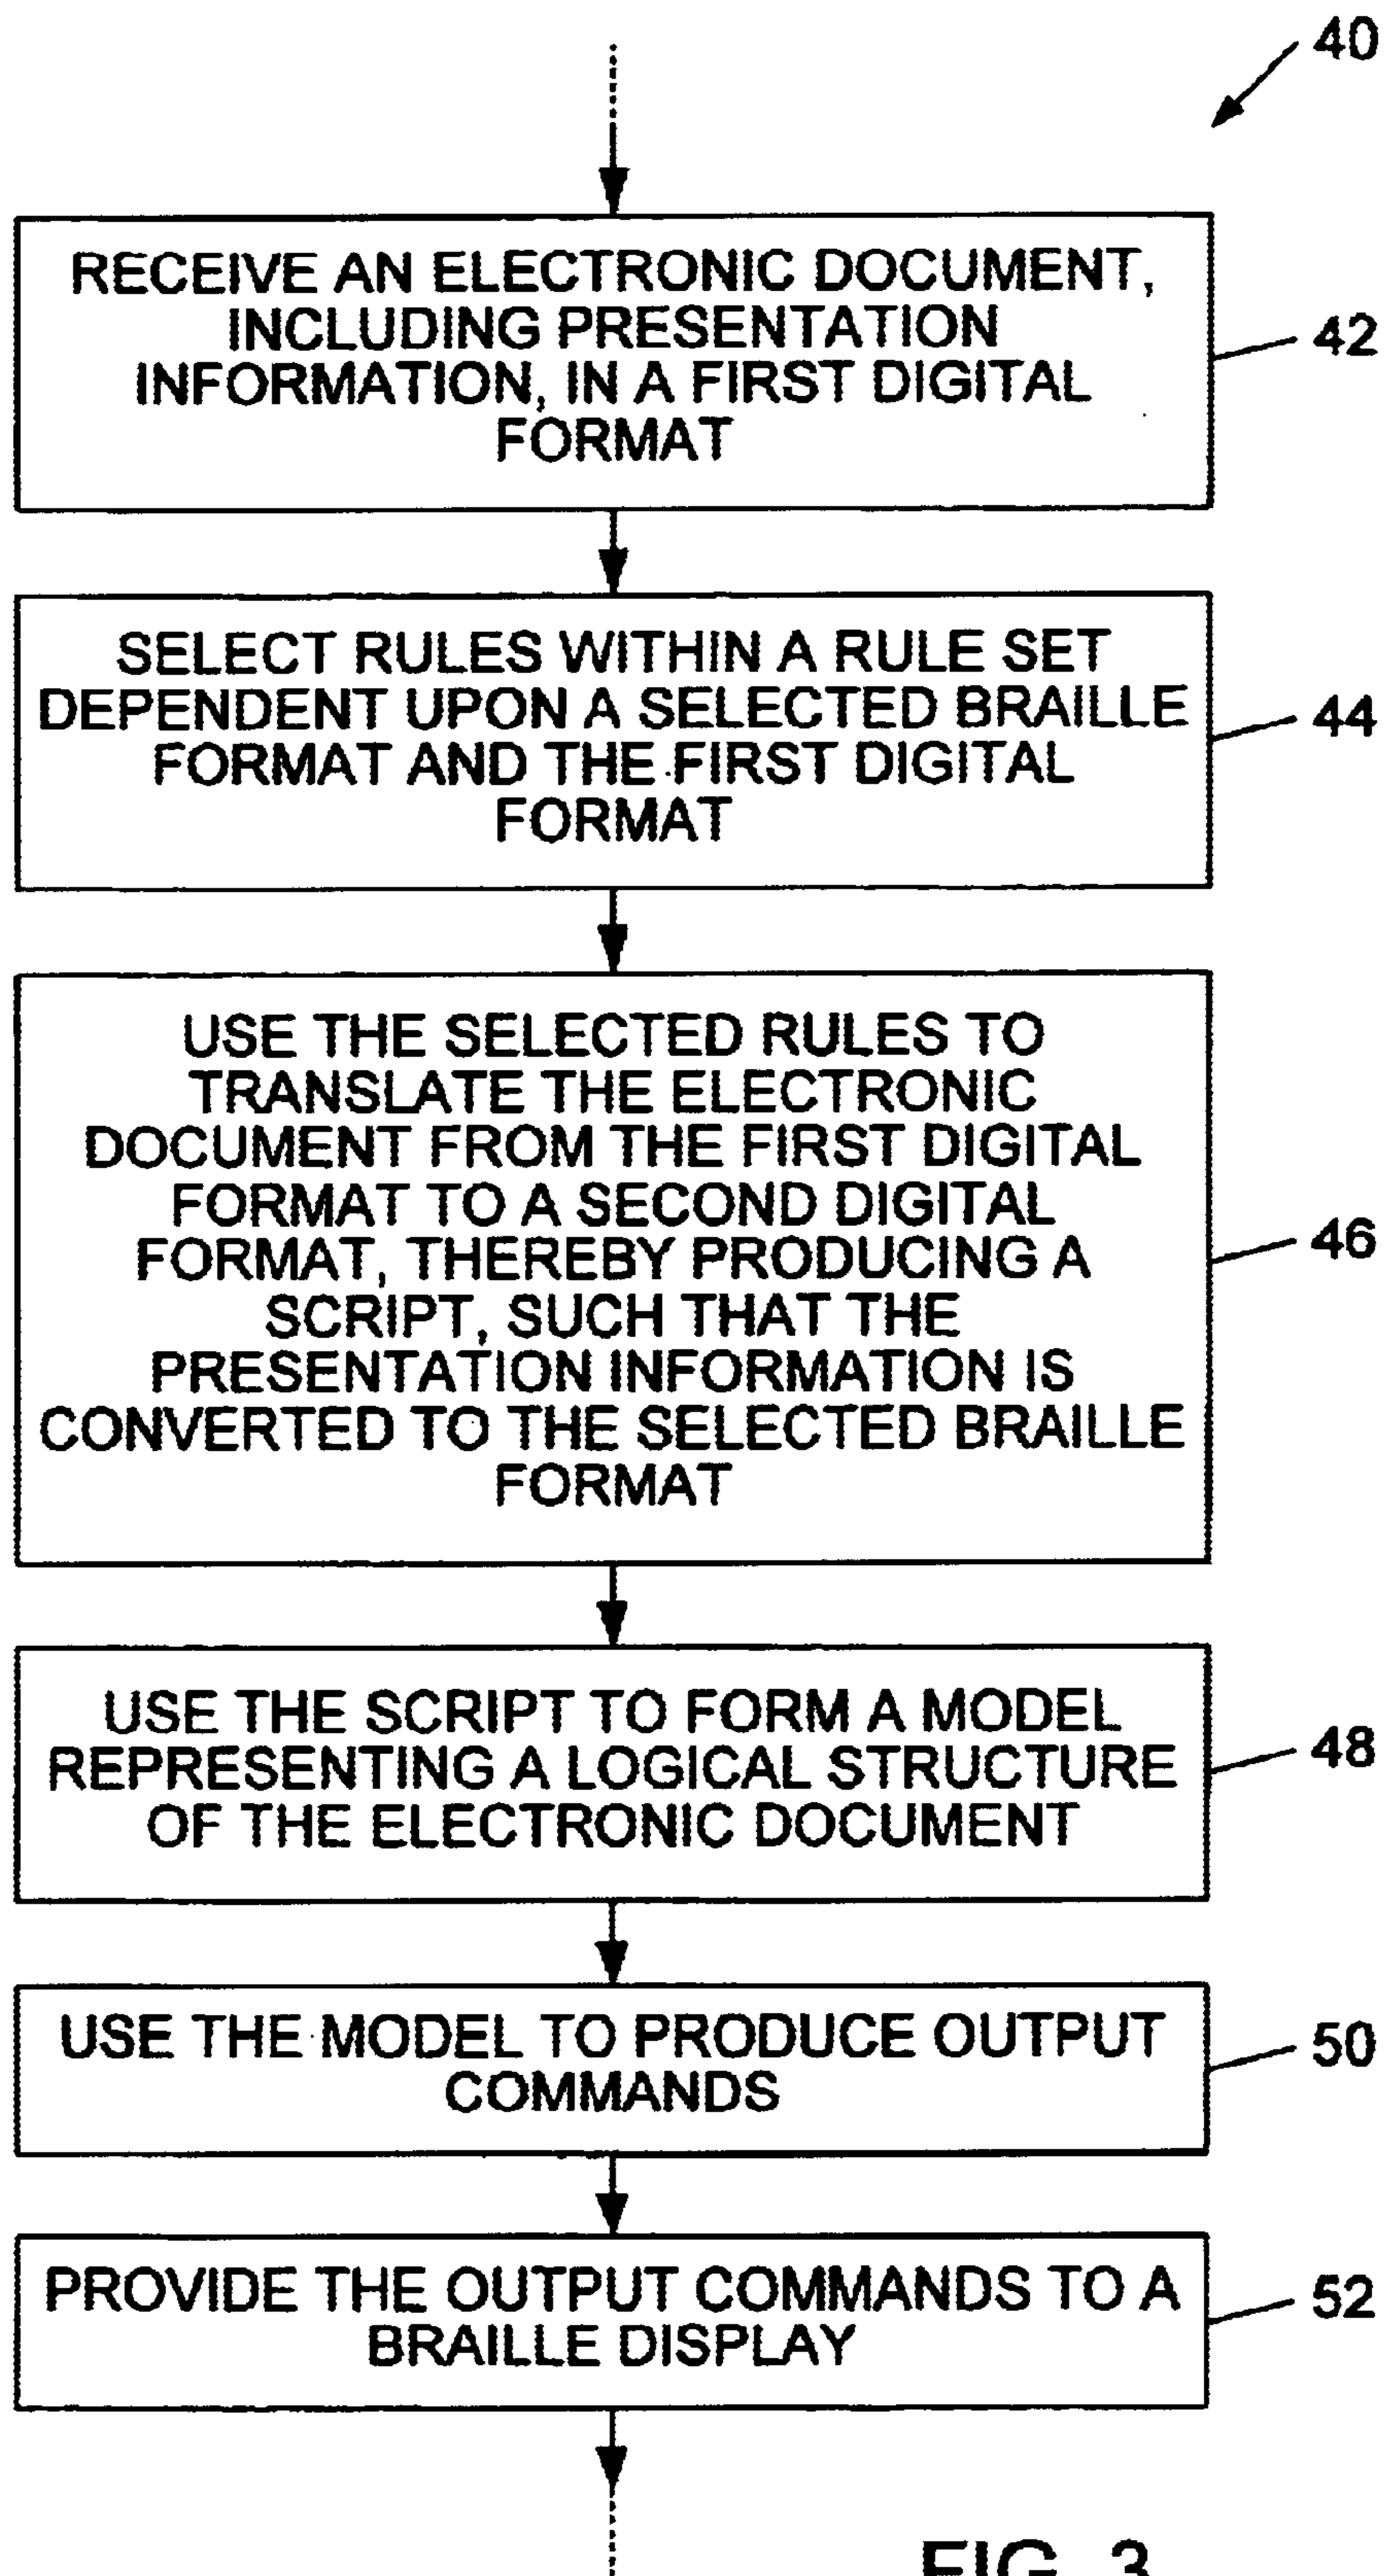 40
RECEIVE AN ELECTRONIC DOCUMENT,
INCLUDING PRESENTATION
INFORMATION, IN A FIRST DIGITAL
FORMAT
42
SELECT RULES WITHIN A RULE SET
DEPENDENT UPON A SELECTED BRAILLE
FORMAT AND THE FIRST DIGITAL
FORMAT
44
USE THE SELECTED RULES TO
TRANSLATE THE ELECTRONIC
DOCUMENT FROM THE FIRST DIGITAL
FORMAT TO A SECOND DIGITAL
FORMAT, THEREBY PRODUCING A
SCRIPT, SUCH THAT THE
PRESENTATION INFORMATION IS
CONVERTED TO THE SELECTED BRAILLE
FORMAT
46
USE THE SCRIPT TO FORM A MODEL
REPRESENTING A LOGICAL STRUCTURE
OF THE ELECTRONIC DOCUMENT
48
USE THE MODEL TO PRODUCE OUTPUT
COMMANDS
50
PROVIDE THE OUTPUT COMMANDS TO A
BRAILLE DISPLAY
52
FIG. 3